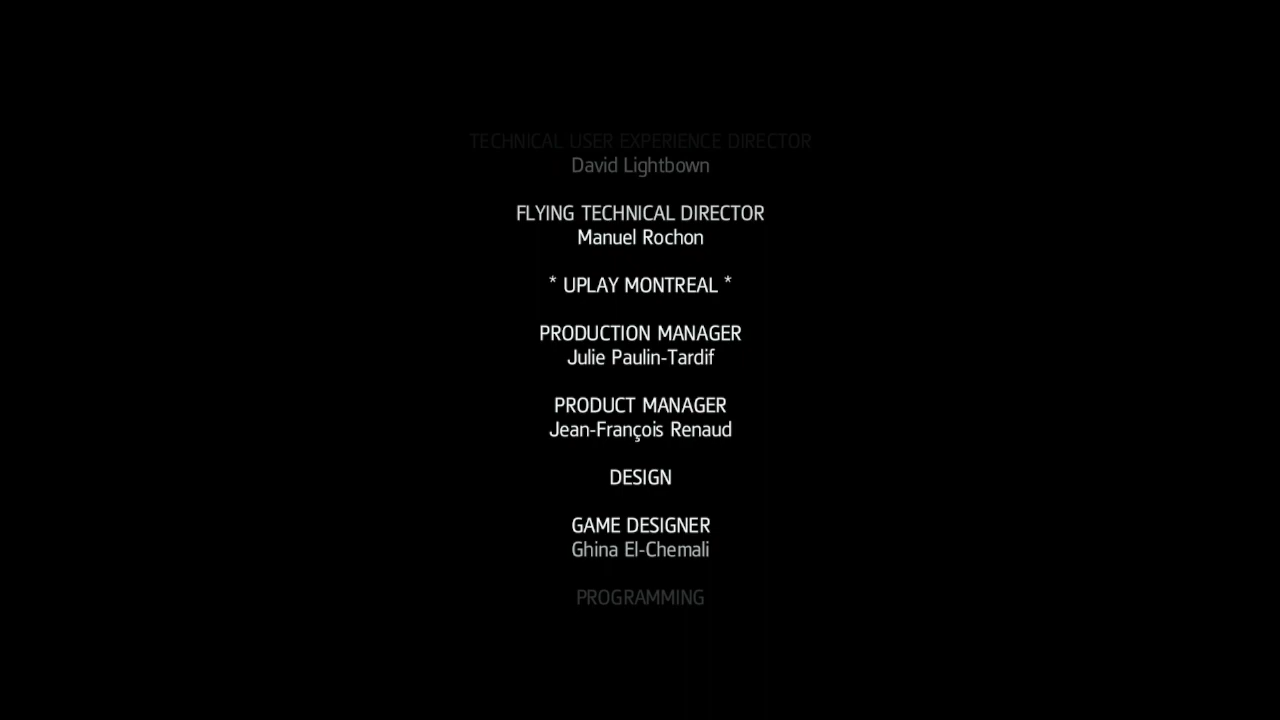 TECHNICAL USER EXPERIENCE DIRECTOR
David Lightbown
FLYING TECHNICAL DIRECTOR
Manuel Rochon
* UPLAY MONTREAL *
PRODUCTION MANAGER
Julie Paulin-Tardif
PRODUCT MANAGER
Jean-François Renaud
DESIGN
GAME DESIGNER
Ghina El-Chemali
PROGRAMMING